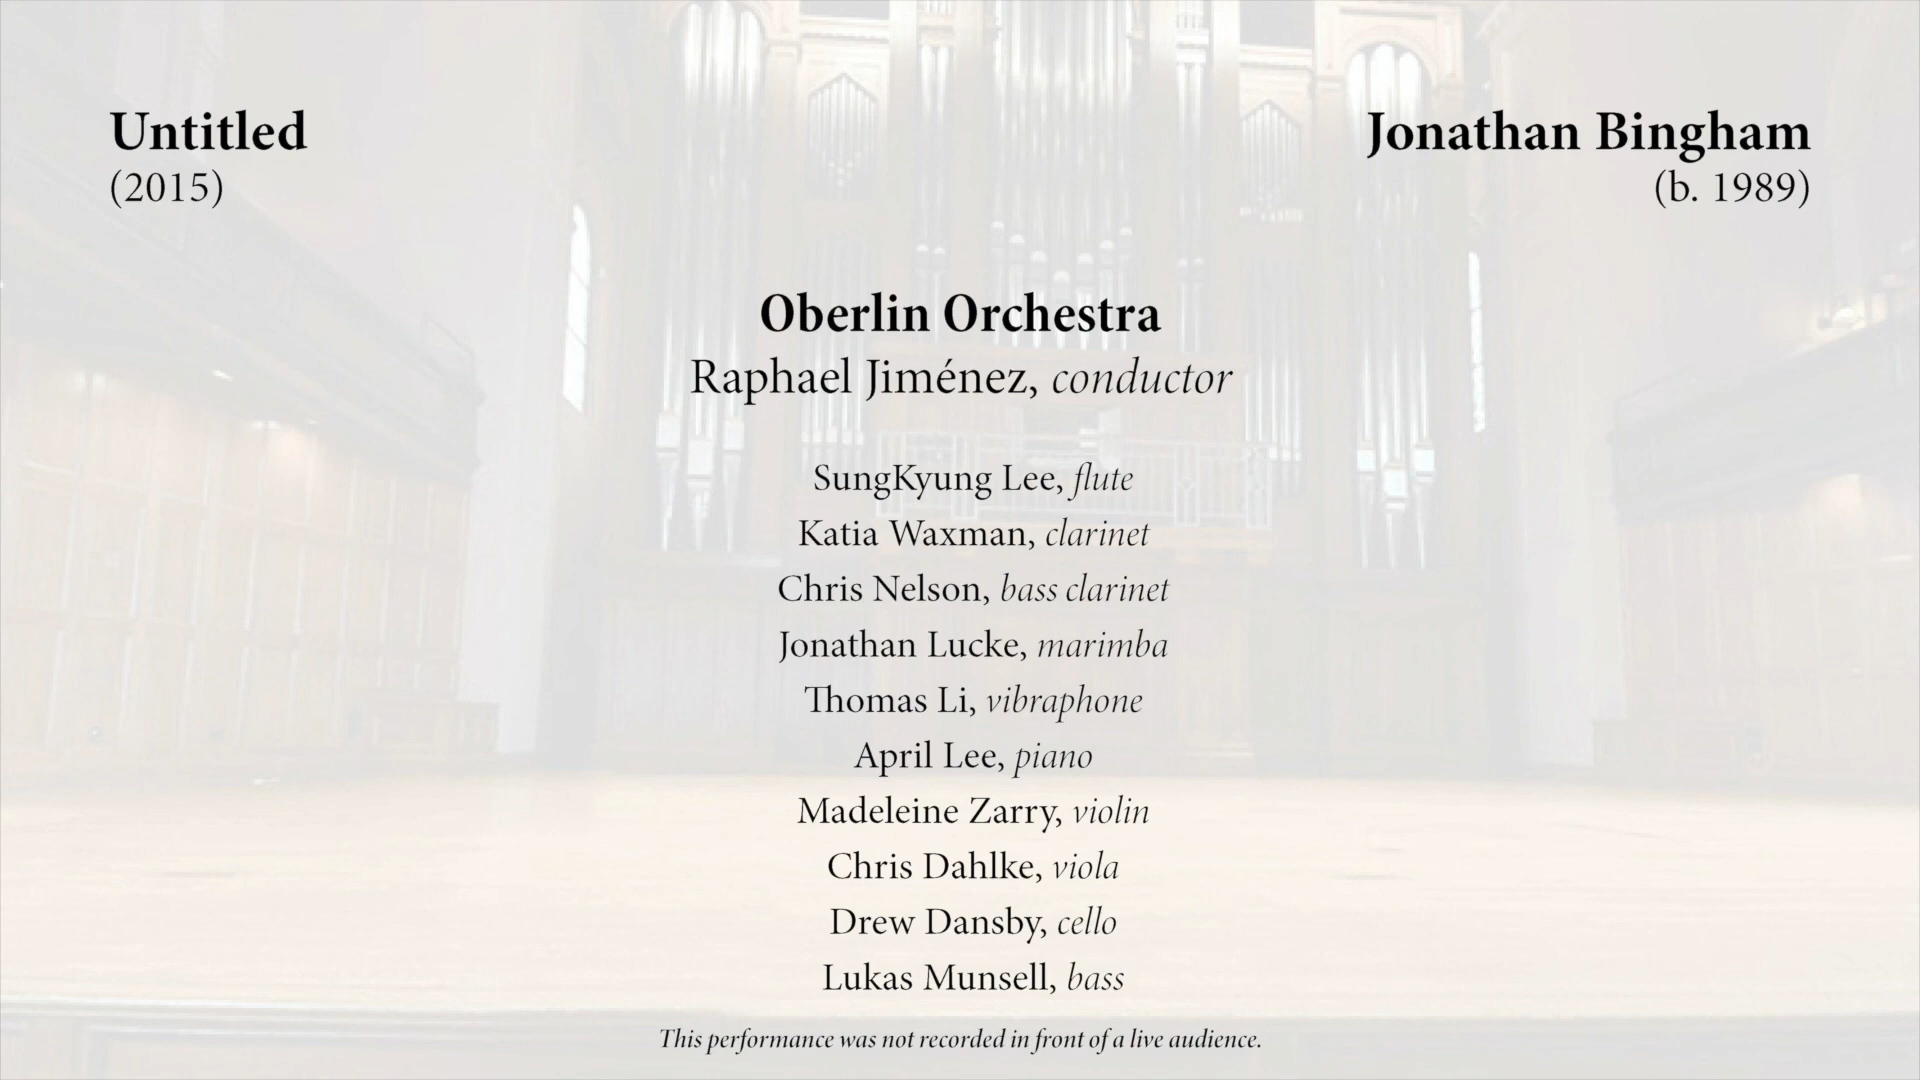 Untitled
(2015)
Jonathan Bingham
(b. 1989)
Oberlin Orchestra
Raphael Jiménez, conductor
SungKyung Lee, flute
Katia Waxman, clarinet
Chris Nelson, bass clarinet
Jonathan Lucke, marimba
Thomas Li, vibraphone
April Lee, piano
Madeleine Zarry, violin
Chris Dahlke, viola
Drew Dansby, cello
Lukas Munsell, bass
This performance was not recorded in front of a live audience.